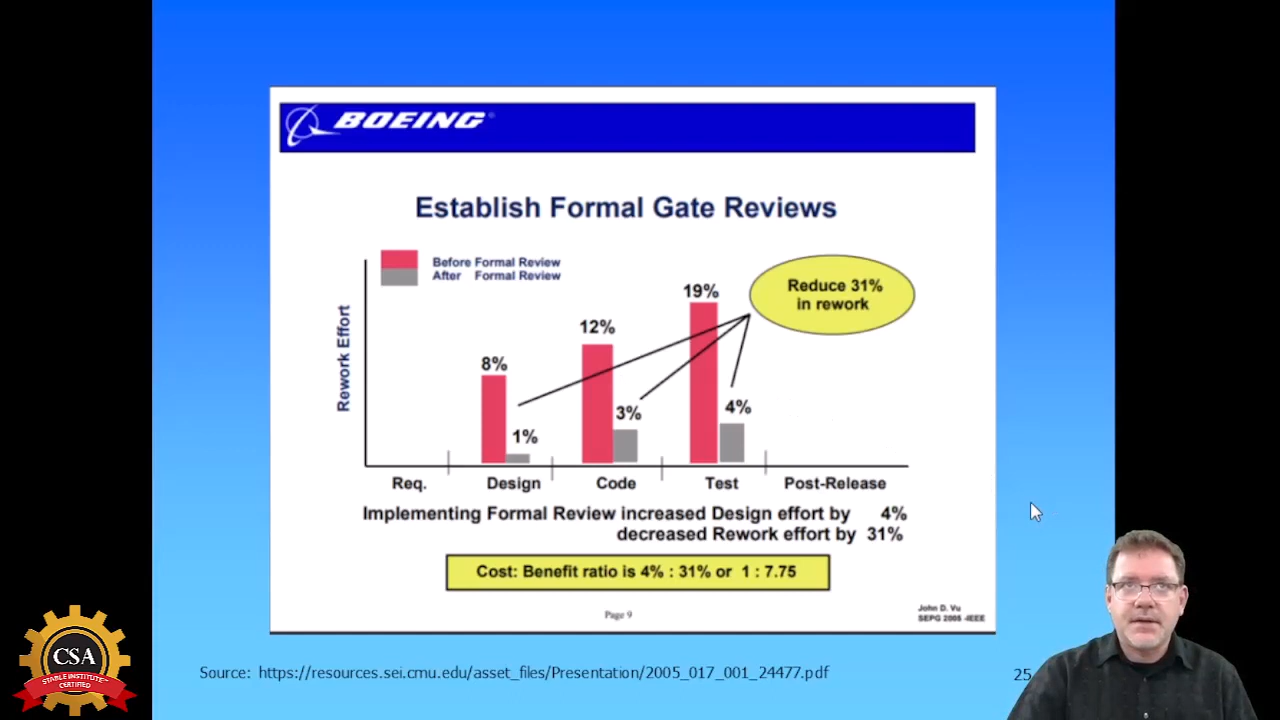 BOEING®
Establish Formal Gate Reviews
Before Formal Review
After Formal Review
Reduce 31%
in rework
Rework Effort
8%
1%
12%
3%
19%
4%
Req.
Design
Code
Test
Post-Release
Implementing Formal Review increased Design effort by 4%
decreased Rework effort by 31%
Cost: Benefit ratio is 4% : 31% or 1 : 7.75
Page 9
John D. Vu
SEPG 2005 -IEEE
Source: https://resources.sei.cmu.edu/asset_files/Presentation/2005_017_001_24477.pdf
25
CSA
STABLE INSTITUTE™
CERTIFIED